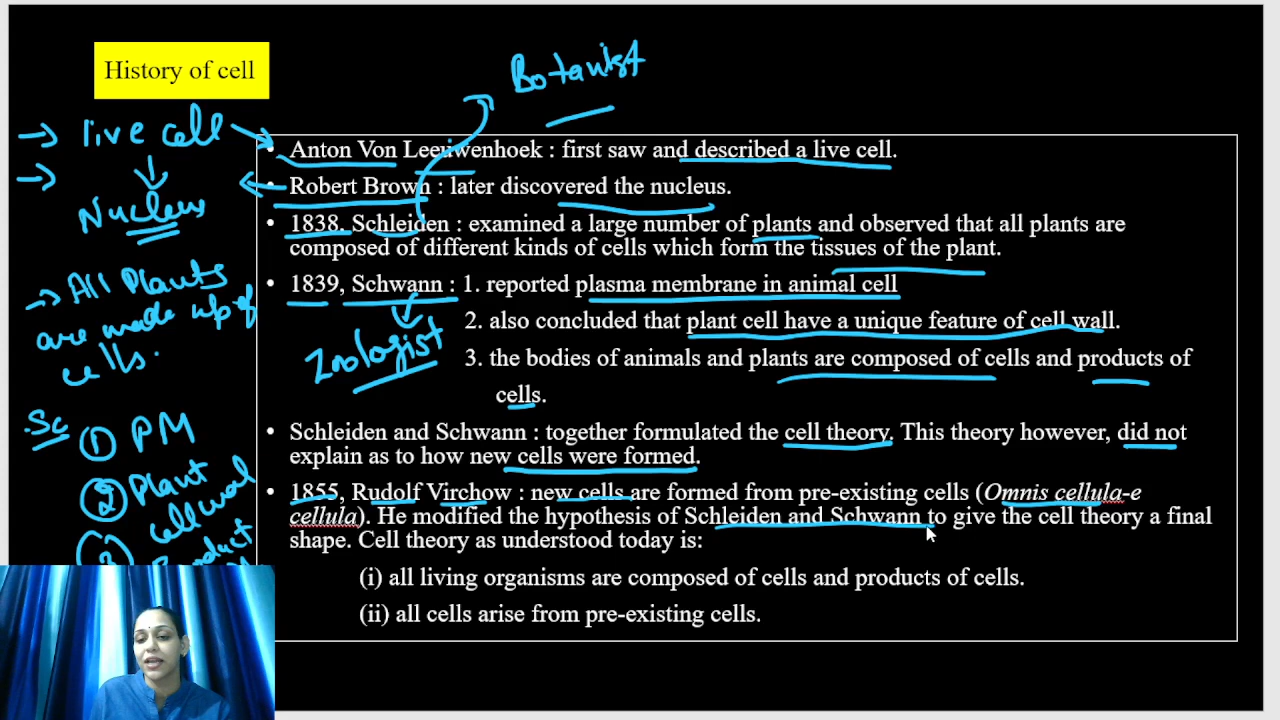 History of cell
Botanist
→ live cell
→
Nucleus
→ All Plants
are made up of
cells.
Sc
① PM
② Plant
cell wall
③ Product
Zoologist
• Anton Von Leeuwenhoek : first saw and described a live cell.
• Robert Brown : later discovered the nucleus.
• 1838, Schleiden : examined a large number of plants and observed that all plants are
composed of different kinds of cells which form the tissues of the plant.
• 1839, Schwann : 1. reported plasma membrane in animal cell
2. also concluded that plant cell have a unique feature of cell wall.
3. the bodies of animals and plants are composed of cells and products of
cells.
• Schleiden and Schwann : together formulated the cell theory. This theory however, did not
explain as to how new cells were formed.
• 1855, Rudolf Virchow : new cells are formed from pre-existing cells (Omnis cellula-e
cellula). He modified the hypothesis of Schleiden and Schwann to give the cell theory a final
shape. Cell theory as understood today is:
(i) all living organisms are composed of cells and products of cells.
(ii) all cells arise from pre-existing cells.